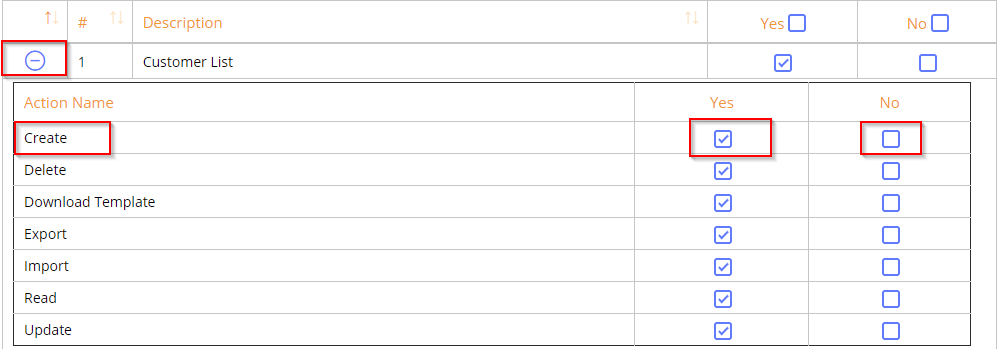 # Description Yes No
1 Customer List
Action Name Yes No
Create
Delete
Download Template
Export
Import
Read
Update